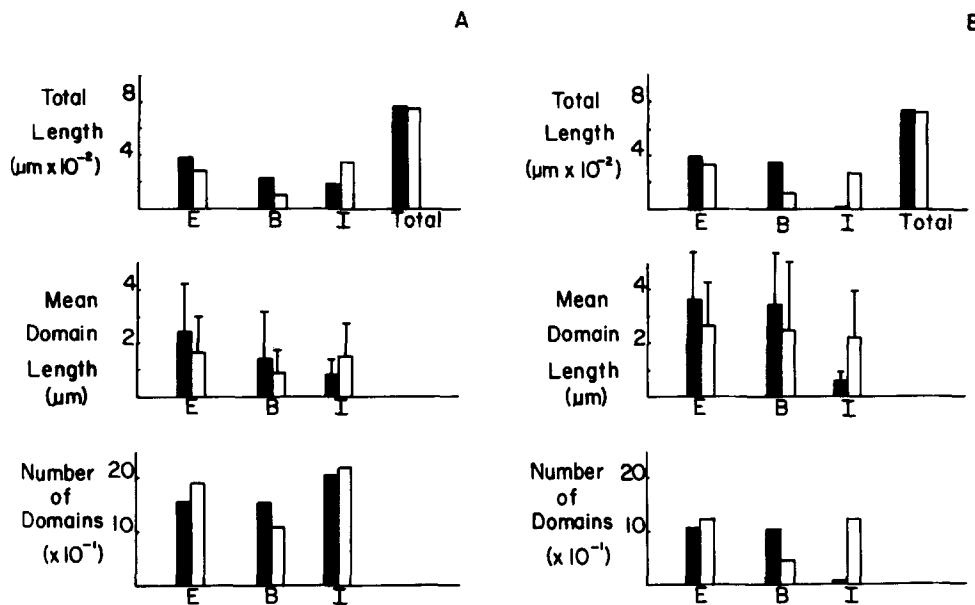 A
Total
Length
(µm x 10⁻²)
8
4
E
B
I
Total
Mean
Domain
Length
(µm)
4
2
E
B
I
Number
of
Domains
(x 10⁻¹)
20
10
E
B
I
Total
Length
(µm x 10⁻²)
8
4
E
B
I
Total
Mean
Domain
Length
(µm)
4
2
E
B
I
Number
of
Domains
(x 10⁻¹)
20
10
E
B
I